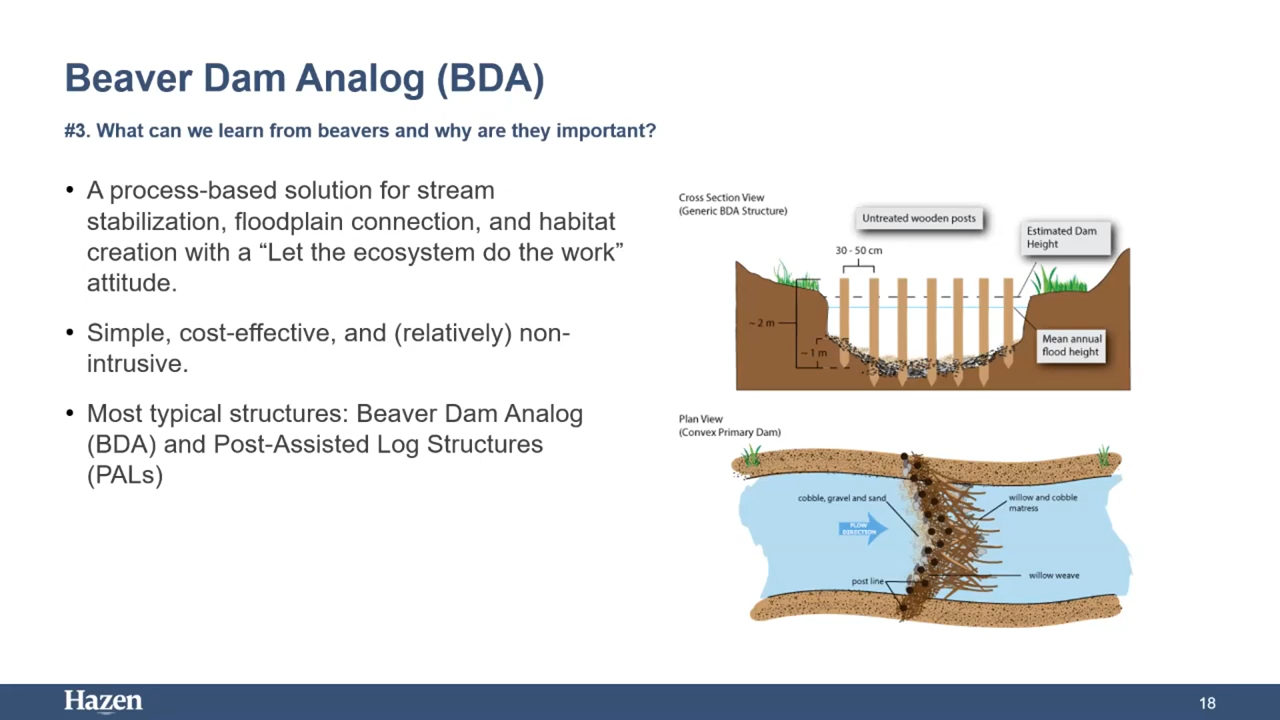 Beaver Dam Analog (BDA)
#3. What can we learn from beavers and why are they important?
• A process-based solution for stream
stabilization, floodplain connection, and habitat
creation with a “Let the ecosystem do the work”
attitude.
• Simple, cost-effective, and (relatively) non-
intrusive.
• Most typical structures: Beaver Dam Analog
(BDA) and Post-Assisted Log Structures
(PALs)
Cross Section View
(Generic BDA Structure)
Untreated wooden posts
Estimated Dam
Height
30 - 50 cm
~ 2 m
~ 1 m
Mean annual
flood height
Plan View
(Convex Primary Dam)
cobble, gravel and sand
willow and cobble
matress
FLOW
DIRECTION
post line
willow weave
Hazen
18